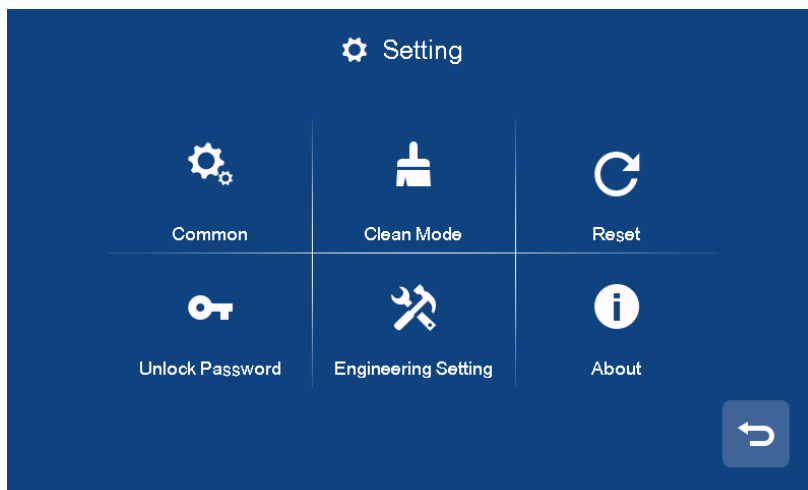 Setting
Common
Clean Mode
Reset
Unlock Password
Engineering Setting
About